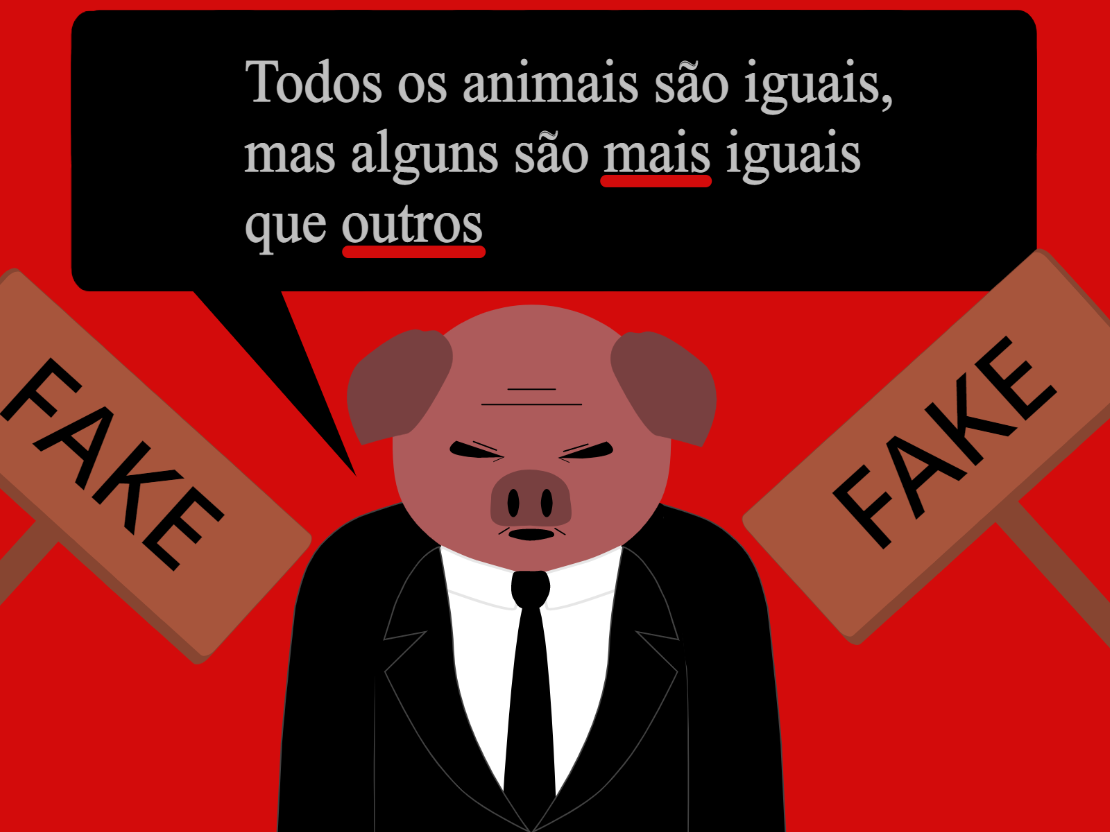 Todos os animais são iguais,
mas alguns são mais iguais
que outros
FAKE
FAKE